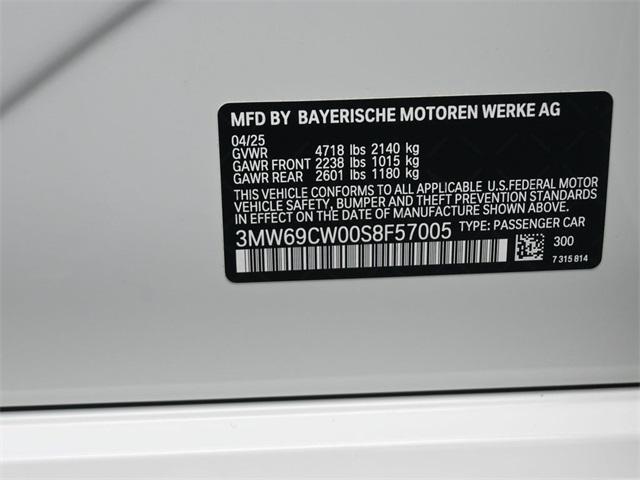 MFD BY BAYERISCHE MOTOREN WERKE AG
04/25
GVWR 4718 lbs 2140 kg
GAWR FRONT 2238 lbs 1015 kg
GAWR REAR 2601 lbs 1180 kg
THIS VEHICLE CONFORMS TO ALL APPLICABLE U.S.FEDERAL MOTOR
VEHICLE SAFETY, BUMPER AND THEFT PREVENTION STANDARDS
IN EFFECT ON THE DATE OF MANUFACTURE SHOWN ABOVE.
3MW69CW00S8F57005 TYPE: PASSENGER CAR
300
7 315 814